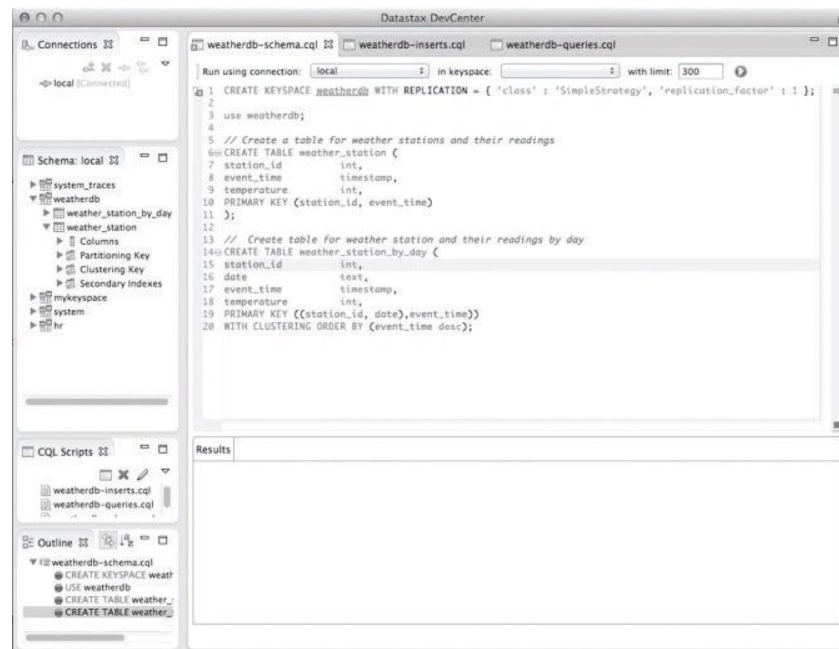 Datastax DevCenter
Connections
local (Connected)
Schema: local
system_traces
weatherdb
weather_station_by_day
weather_station
Columns
Partitioning Key
Clustering Key
Secondary Indexes
mykeyspace
system
hr
CQL Scripts
weatherdb-inserts.cql
weatherdb-queries.cql
Outline
weatherdb-schema.cql
CREATE KEYSPACE weath
USE weatherdb
CREATE TABLE weather_
CREATE TABLE weather_
weatherdb-schema.cql weatherdb-inserts.cql weatherdb-queries.cql
Run using connection: local in keyspace: with limit: 300
1 CREATE KEYSPACE weatherdb WITH REPLICATION = { 'class' : 'SimpleStrategy', 'replication_factor' : 1 };
2
3 use weatherdb;
4
5 // Create a table for weather stations and their readings
6 CREATE TABLE weather_station (
7 station_id int,
8 event_time timestamp,
9 temperature int,
10 PRIMARY KEY (station_id, event_time)
11 );
12
13 // Create table for weather station and their readings by day
14 CREATE TABLE weather_station_by_day (
15 station_id int,
16 date text,
17 event_time timestamp,
18 temperature int,
19 PRIMARY KEY ((station_id, date),event_time))
20 WITH CLUSTERING ORDER BY (event_time desc);
Results